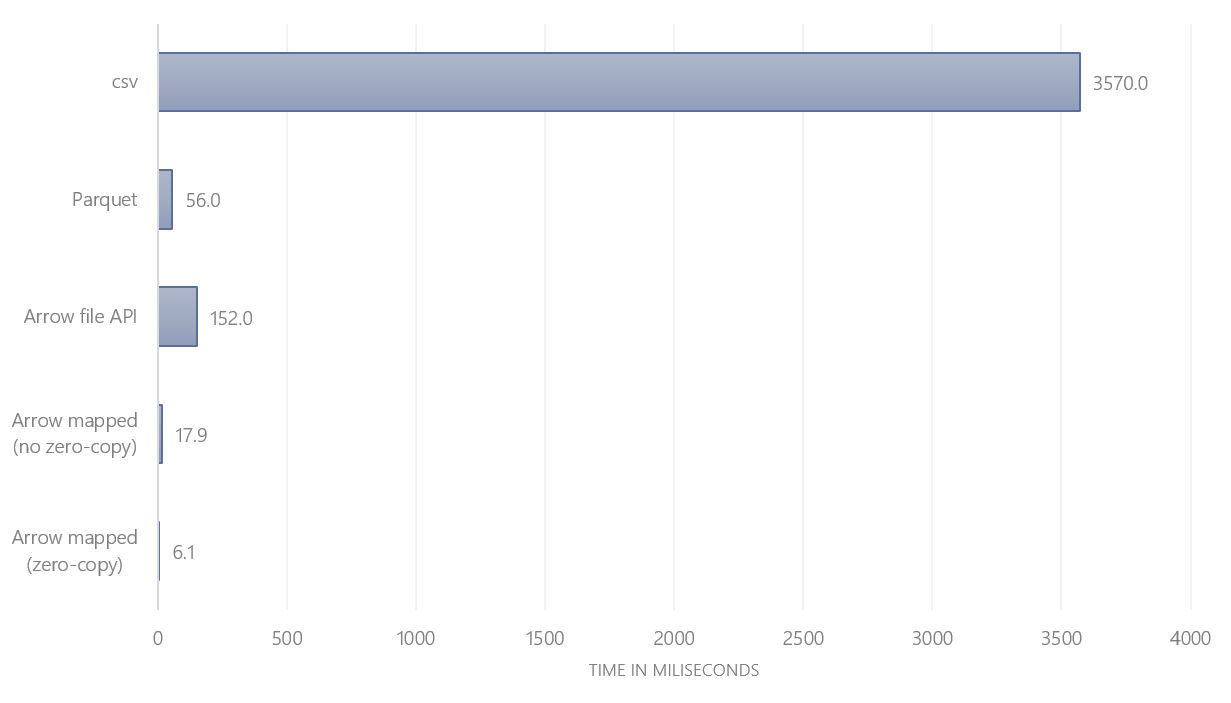 csv
3570.0
Parquet
56.0
Arrow file API
152.0
Arrow mapped
(no zero-copy)
17.9
Arrow mapped
(zero-copy)
6.1
0 500 1000 1500 2000 2500 3000 3500 4000
TIME IN MILISECONDS